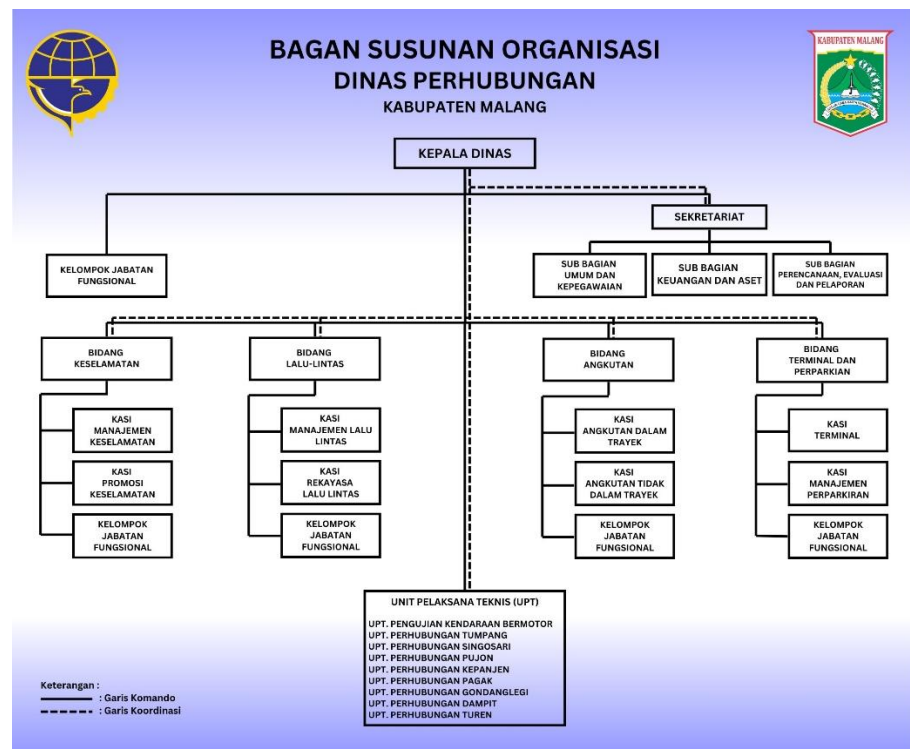 BAGAN SUSUNAN ORGANISASI
DINAS PERHUBUNGAN
KABUPATEN MALANG
KABUPATEN MALANG
KEPALA DINAS
SEKRETARIAT
KELOMPOK JABATAN
FUNGSIONAL
SUB BAGIAN
UMUM DAN
KEPEGAWAIAN
SUB BAGIAN
KEUANGAN DAN ASET
SUB BAGIAN
PERENCANAAN, EVALUASI
DAN PELAPORAN
BIDANG
KESELAMATAN
KASI
MANAJEMEN
KESELAMATAN
KASI
PROMOSI
KESELAMATAN
KELOMPOK
JABATAN
FUNGSIONAL
BIDANG
LALU-LINTAS
KASI
MANAJEMEN LALU
LINTAS
KASI
REKAYASA
LALU LINTAS
KELOMPOK
JABATAN
FUNGSIONAL
BIDANG
ANGKUTAN
KASI
ANGKUTAN DALAM
TRAYEK
KASI
ANGKUTAN TIDAK
DALAM TRAYEK
KELOMPOK
JABATAN
FUNGSIONAL
BIDANG
TERMINAL DAN
PERPARKIAN
KASI
TERMINAL
KASI
MANAJEMEN
PERPARKIRAN
KELOMPOK
JABATAN
FUNGSIONAL
UNIT PELAKSANA TEKNIS (UPT)
UPT. PENGUJIAN KENDARAAN BERMOTOR
UPT. PERHUBUNGAN TUMPANG
UPT. PERHUBUNGAN SINGOSARI
UPT. PERHUBUNGAN PUJON
UPT. PERHUBUNGAN KEPANJEN
UPT. PERHUBUNGAN PAGAK
UPT. PERHUBUNGAN GONDANGLEGI
UPT. PERHUBUNGAN DAMPIT
UPT. PERHUBUNGAN TUREN
Keterangan :
: Garis Komando
: Garis Koordinasi